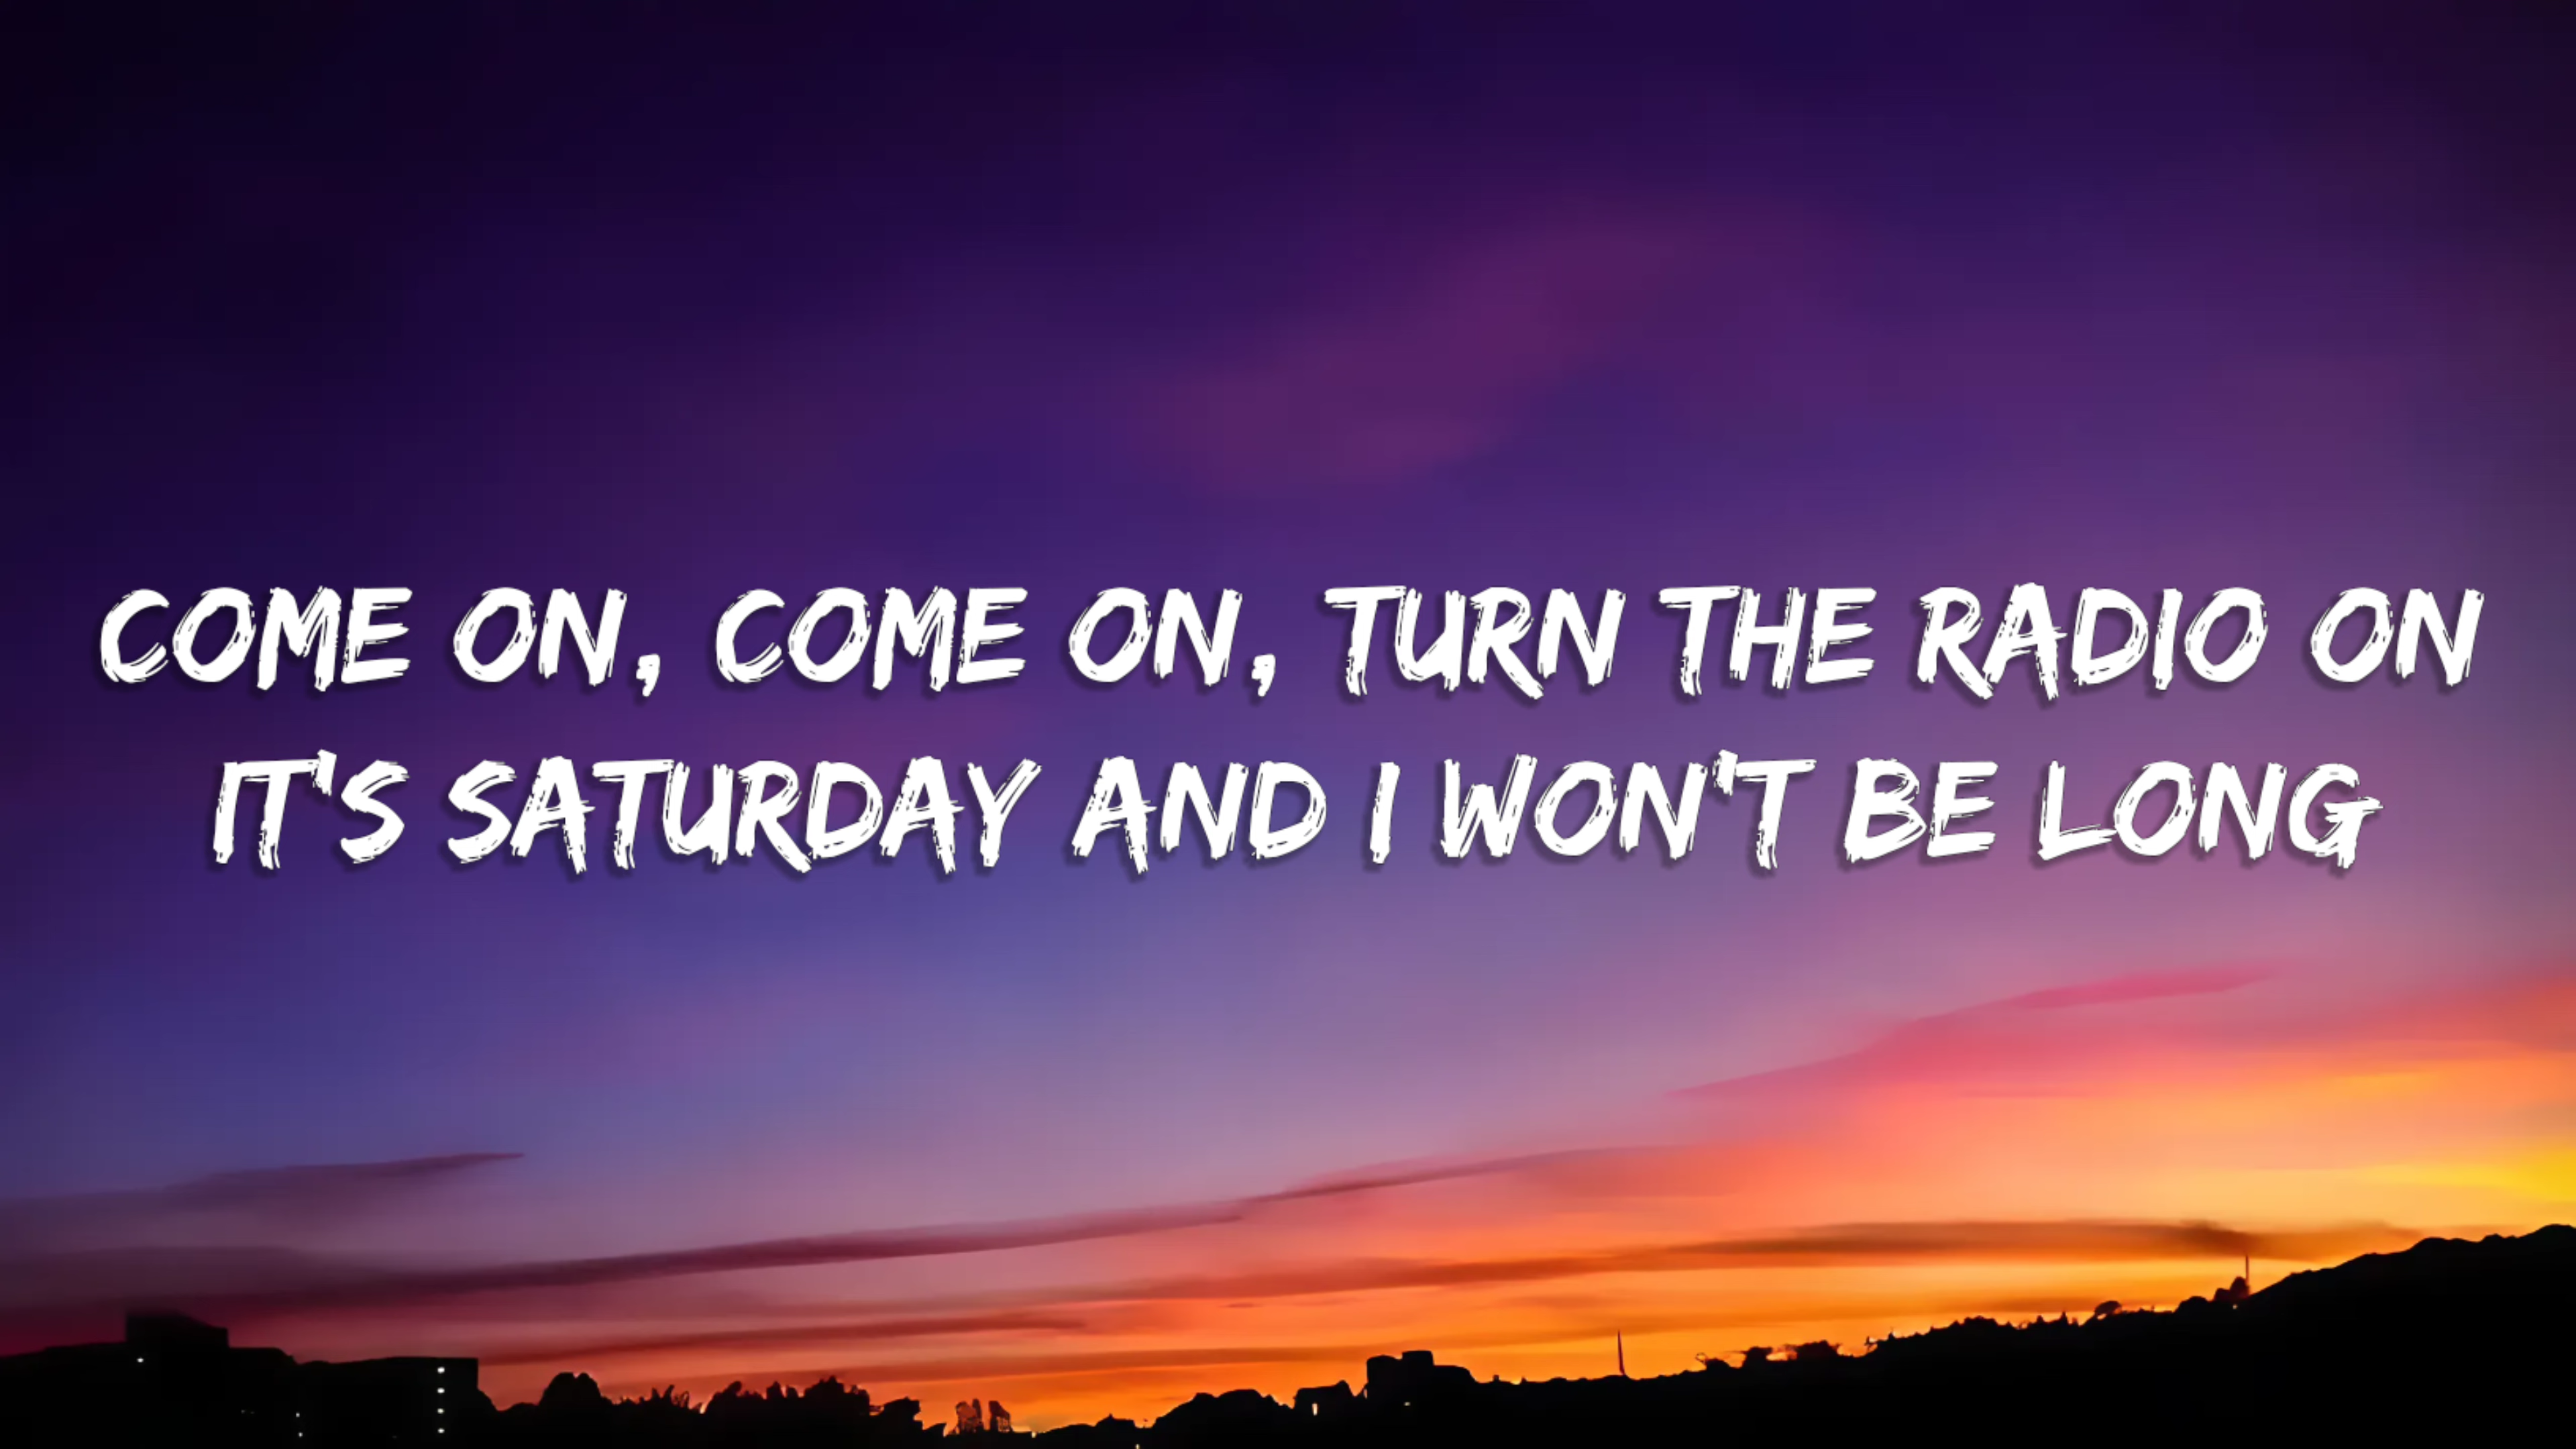 COME ON, COME ON, TURN THE RADIO ON
IT'S SATURDAY AND I WON'T BE LONG